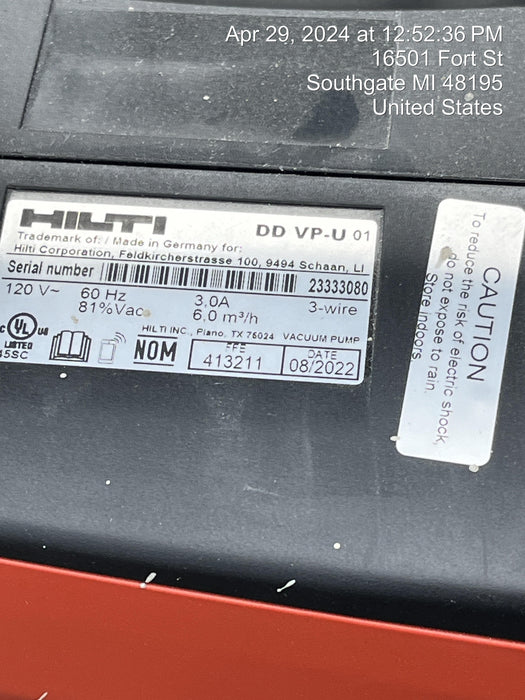 Apr 29, 2024 at 12:52:36 PM
16501 Fort St
Southgate MI 48195
United States
HILTI
DD VP-U 01
Trademark of: / Made in Germany for:
Hilti Corporation, Feldkircherstrasse 100, 9494 Schaan, LI
Serial number 23333080
120 V~ 60 Hz 3,0A 3-wire
81%Vac 6,0 m³/h
HILTI INC., Plano, TX 75024 VACUUM PUMP
C UL US
LISTED
45SC
NOM
413211
DATE
08/2022
CAUTION
To reduce the risk of electric shock,
do not expose to rain.
Store indoors.